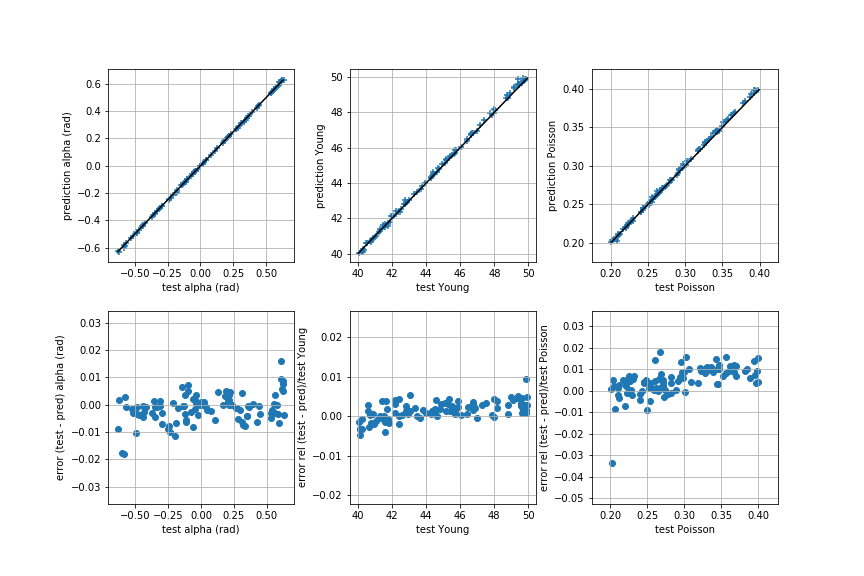 0.6
0.4
0.2
0.0
−0.2
−0.4
−0.6
prediction alpha (rad)
−0.50 −0.25 0.00 0.25 0.50
test alpha (rad)
50
48
46
44
42
40
prediction Young
40 42 44 46 48 50
test Young
0.40
0.35
0.30
0.25
0.20
prediction Poisson
0.20 0.25 0.30 0.35 0.40
test Poisson
0.03
0.02
0.01
0.00
−0.01
−0.02
−0.03
error (test - pred) alpha (rad)
−0.50 −0.25 0.00 0.25 0.50
test alpha (rad)
0.02
0.01
0.00
−0.01
−0.02
error rel (test - pred)/test Young
40 42 44 46 48 50
test Young
0.03
0.02
0.01
0.00
−0.01
−0.02
−0.03
−0.04
−0.05
error rel (test - pred)/test Poisson
0.20 0.25 0.30 0.35 0.40
test Poisson